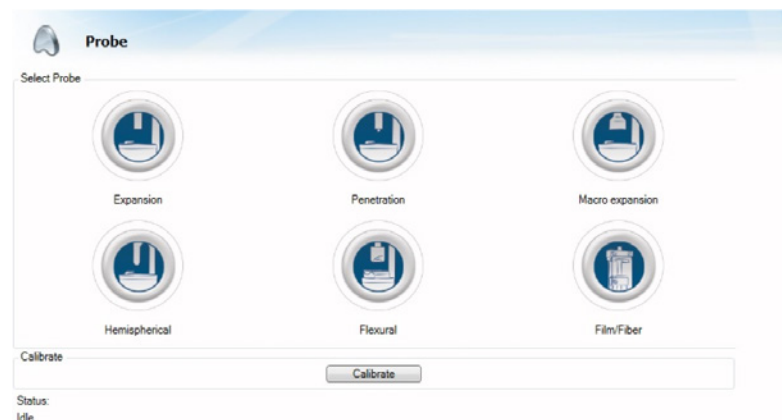 Probe
Select Probe
Expansion
Penetration
Macro expansion
Hemispherical
Flexural
Film/Fiber
Calibrate
Calibrate
Status:
Idle